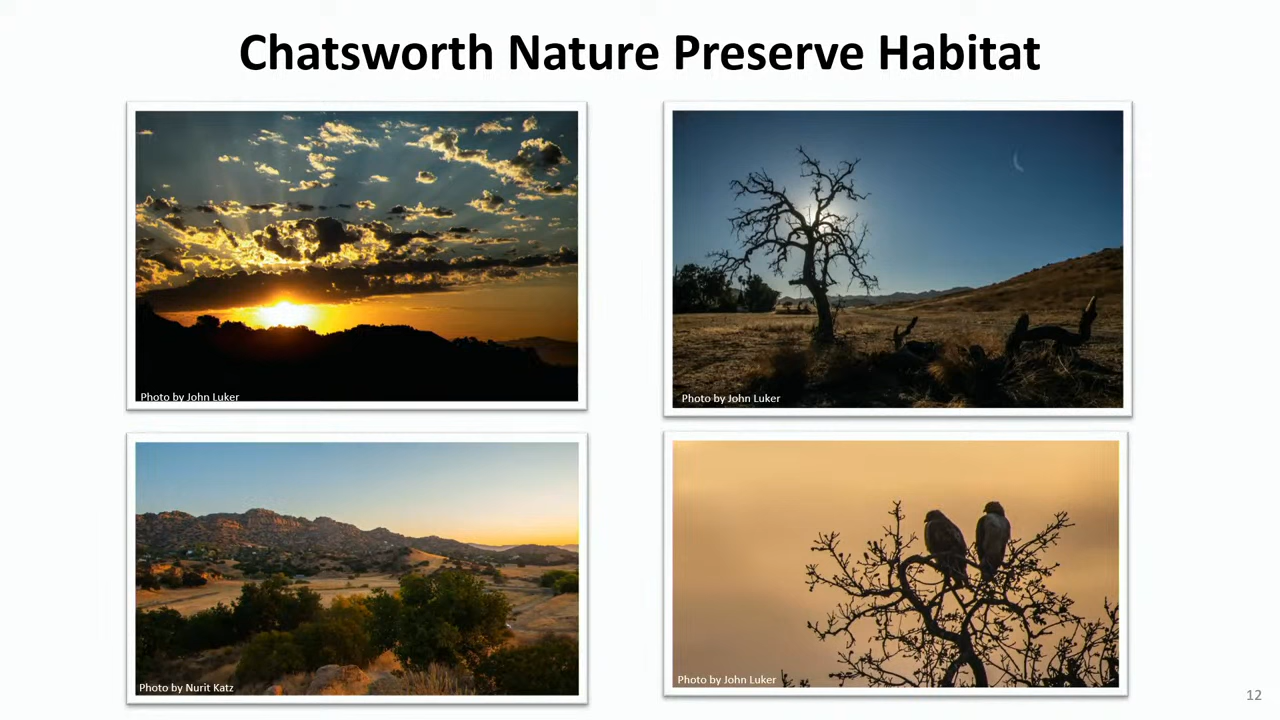 Chatsworth Nature Preserve Habitat
Photo by John Luker
Photo by John Luker
Photo by Nurit Katz
Photo by John Luker
12